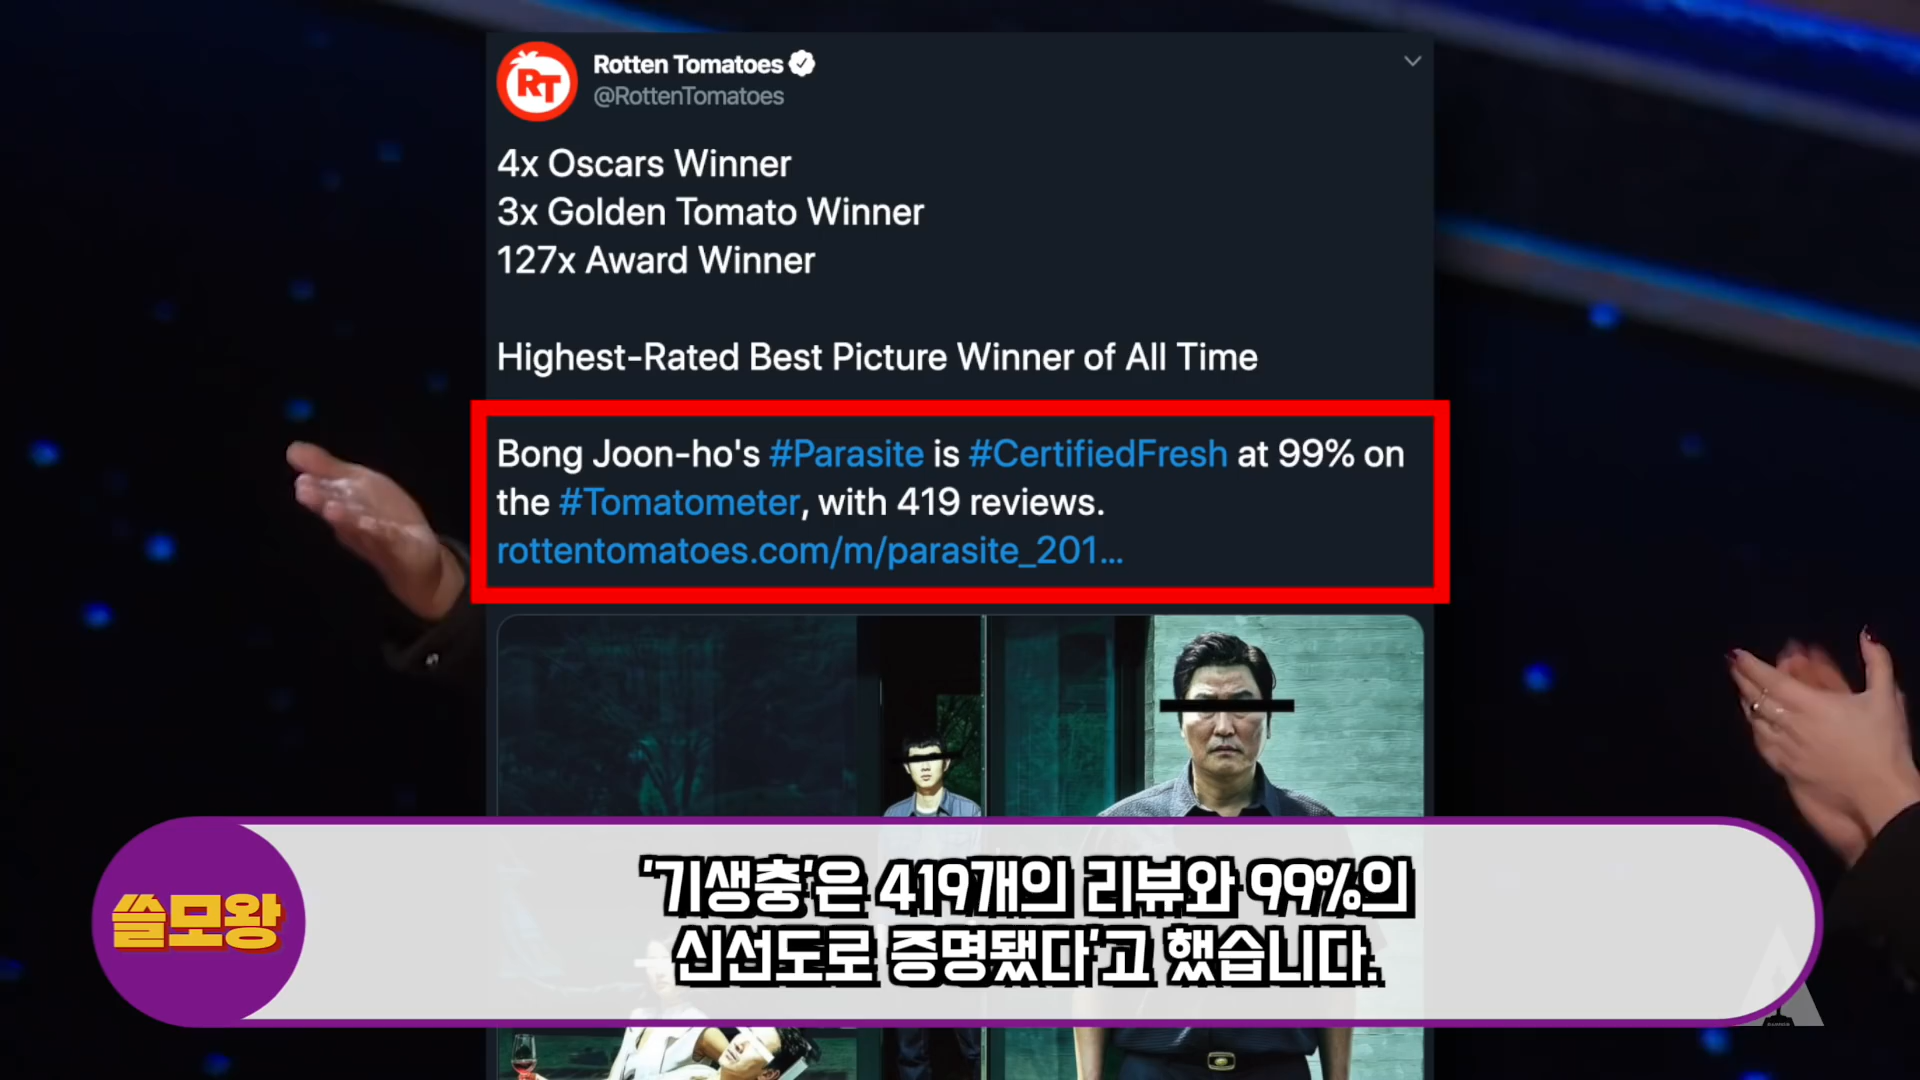 RT
Rotten Tomatoes
@RottenTomatoes
4x Oscars Winner
3x Golden Tomato Winner
127x Award Winner
Highest-Rated Best Picture Winner of All Time
Bong Joon-ho's #Parasite is #CertifiedFresh at 99% on
the #Tomatometer, with 419 reviews.
rottentomatoes.com/m/parasite_201...
'기생충'은 419개의 리뷰와 99%의
신선도로 증명됐다'고 했습니다.
쓸모왕